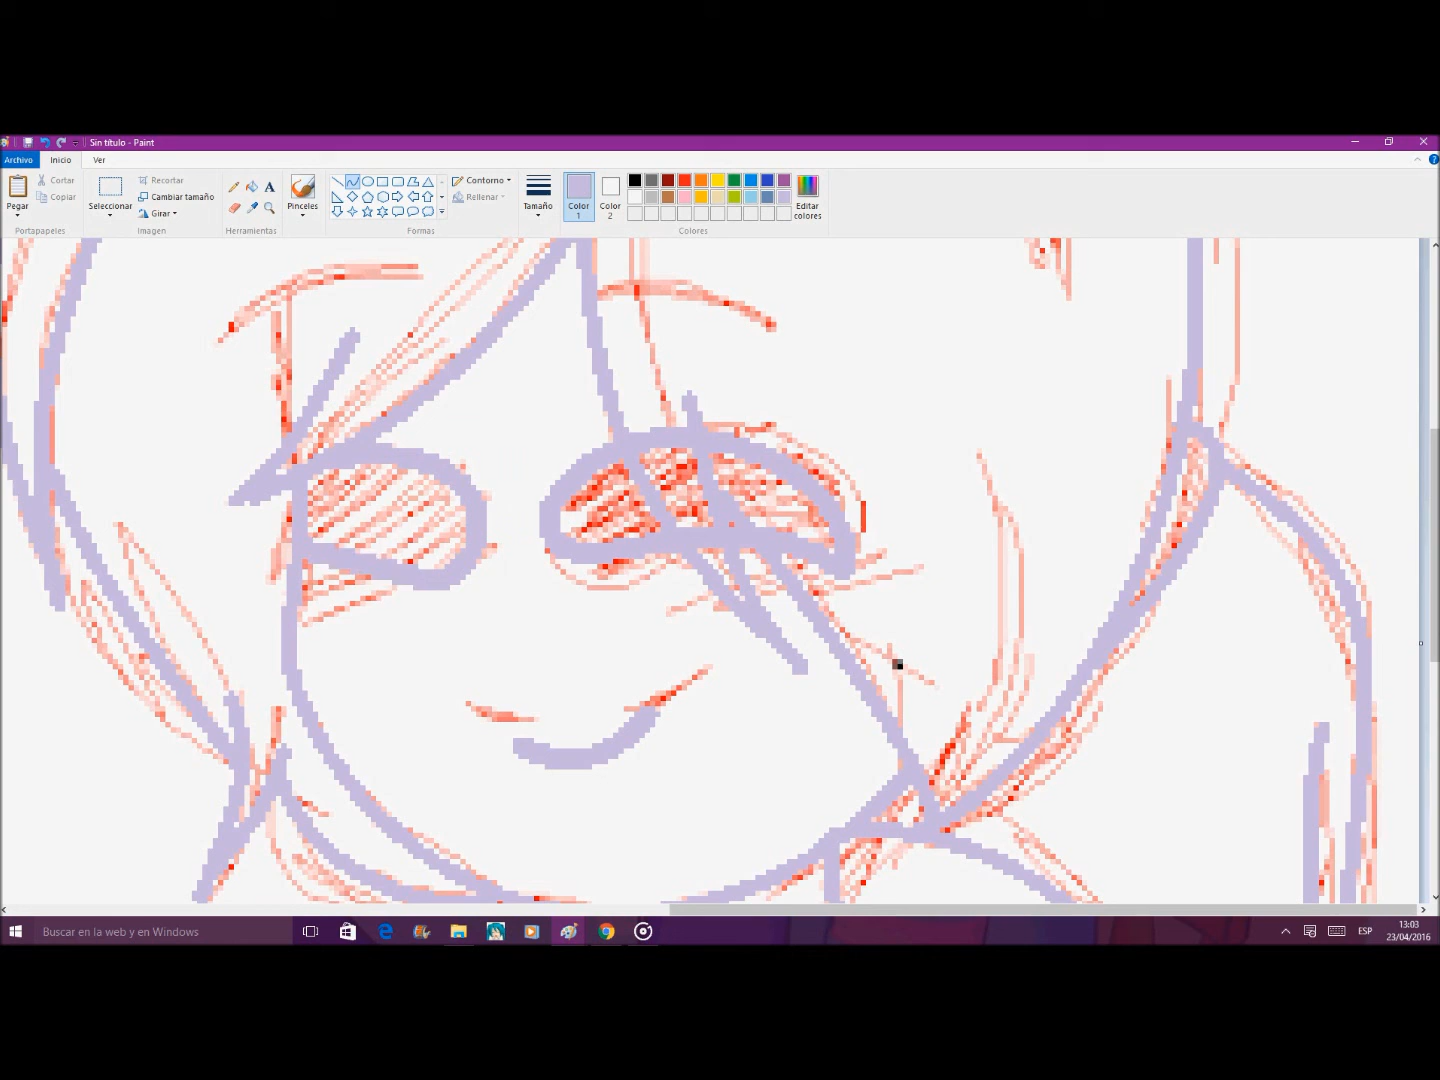 Sin título - Paint
Archivo Inicio Ver
Pegar
Cortar
Copiar
Portapapeles
Seleccionar
Recortar
Cambiar tamaño
Girar
Imagen
A
Herramientas
Pinceles
Contorno
Rellenar
Formas
Tamaño
Color
1
Color
2
Editar
colores
Colores
Buscar en la web y en Windows
ESP
13:03
23/04/2016